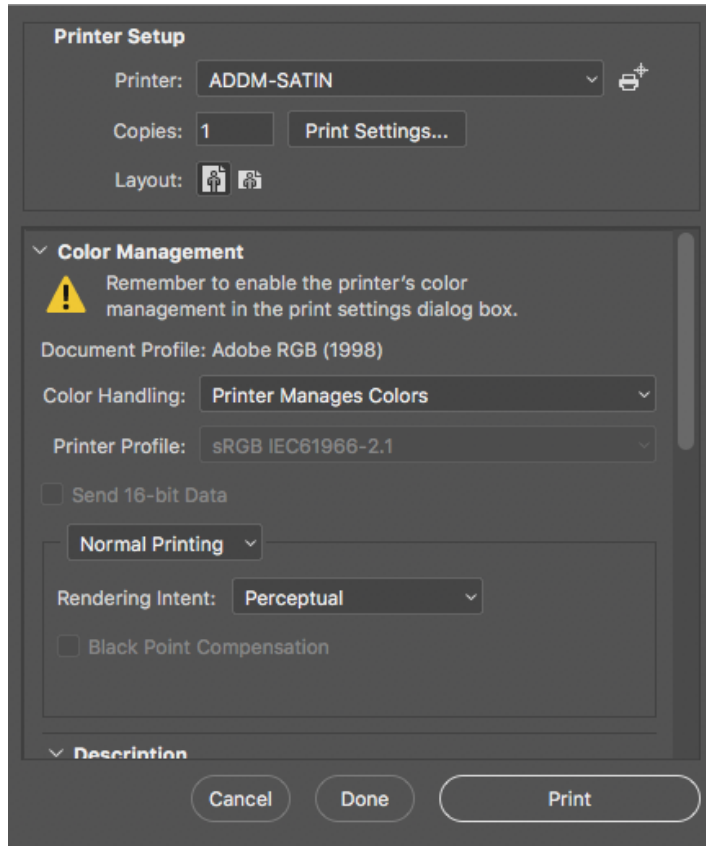 Printer Setup
Printer: ADDM-SATIN
Copies: 1 Print Settings...
Layout:
Color Management
Remember to enable the printer's color
management in the print settings dialog box.
Document Profile: Adobe RGB (1998)
Color Handling: Printer Manages Colors
Printer Profile: sRGB IEC61966-2.1
Send 16-bit Data
Normal Printing
Rendering Intent: Perceptual
Black Point Compensation
Description
Cancel Done Print